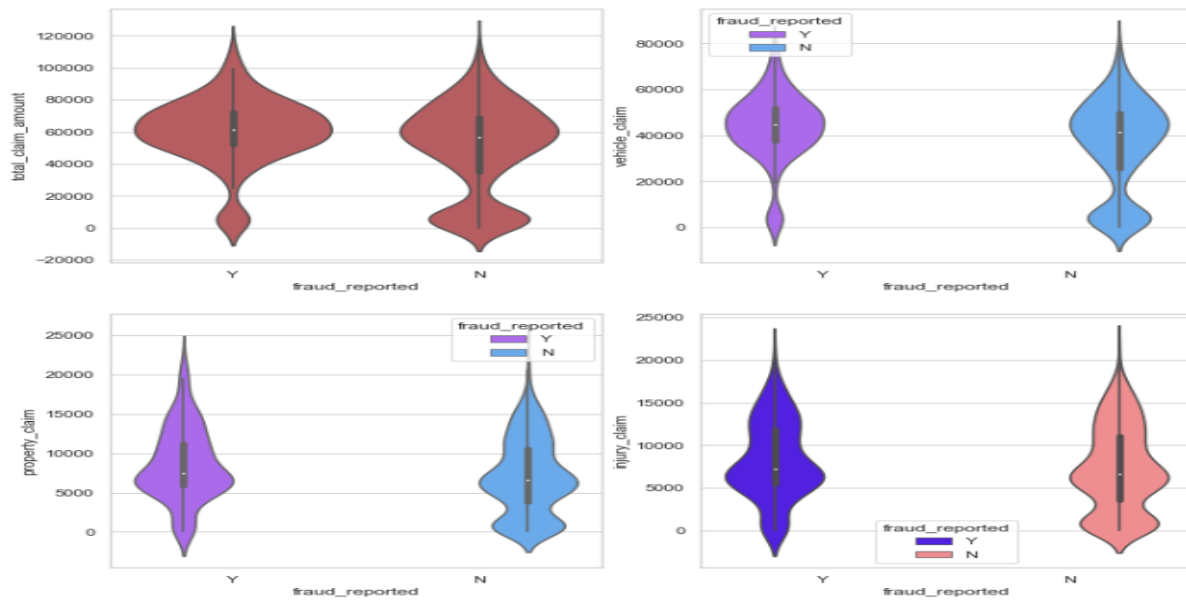 120000
100000
80000
60000
40000
20000
0
−20000
total_claim_amount
Y N
fraud_reported
fraud_reported
Y
N
80000
60000
40000
20000
0
vehicle_claim
Y N
fraud_reported
25000
20000
15000
10000
5000
0
property_claim
fraud_reported
Y
N
Y N
fraud_reported
25000
20000
15000
10000
5000
0
injury_claim
fraud_reported
Y
N
Y N
fraud_reported